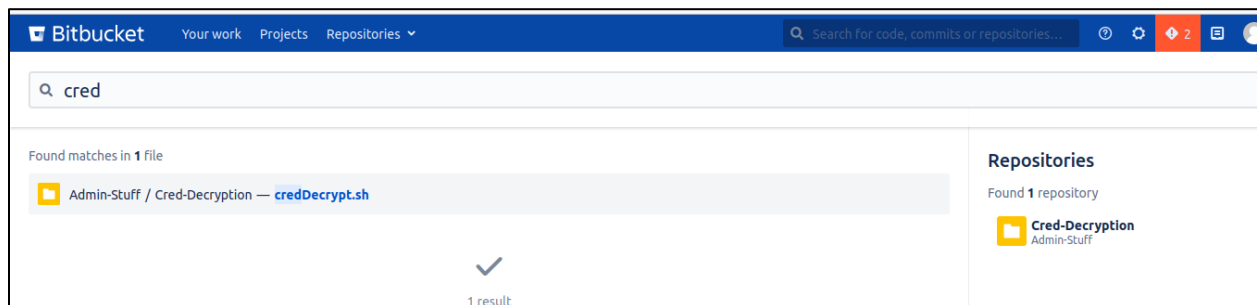 Bitbucket Your work Projects Repositories Search for code, commits or repositories... 2
cred
Found matches in 1 file
Admin-Stuff / Cred-Decryption — credDecrypt.sh
1 result
Repositories
Found 1 repository
Cred-Decryption
Admin-Stuff